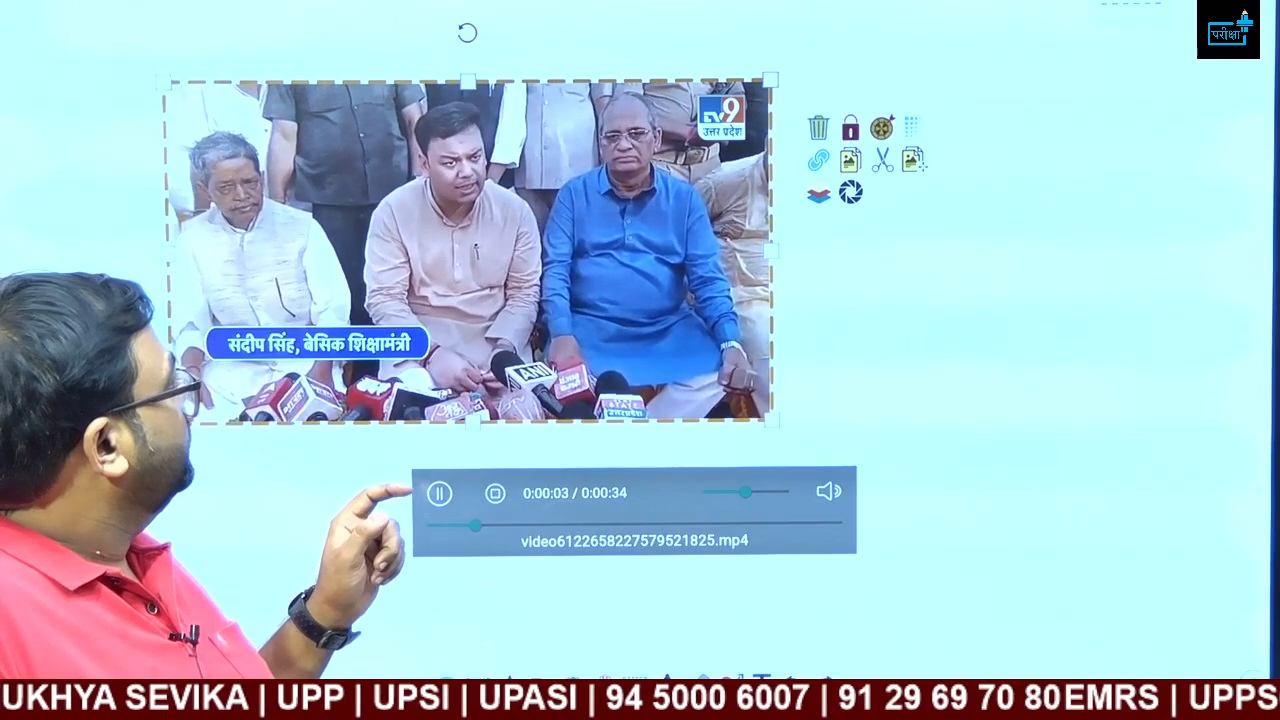 परीक्षा
TV9
उत्तर प्रदेश
संदीप सिंह, बेसिक शिक्षामंत्री
ANI
0:00:03 / 0:00:34
video6122658227579521825.mp4
UKHYA SEVIKA | UPP | UPSI | UPASI | 94 5000 6007 | 91 29 69 70 80EMRS | UPPS